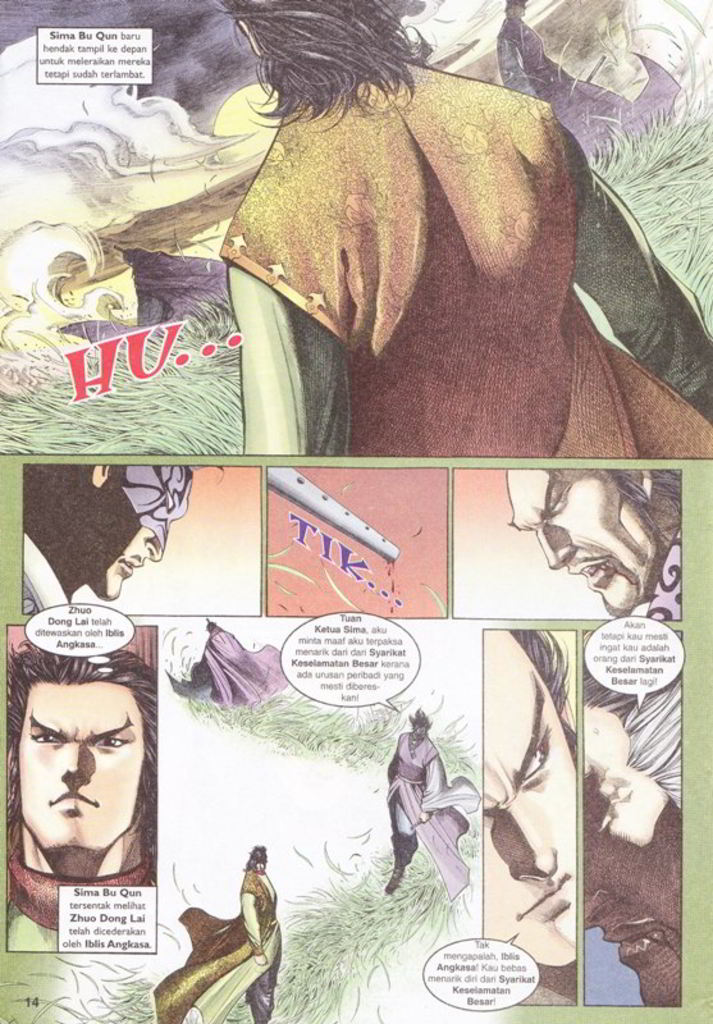 Sima Bu Qun baru
hendak tampil ke depan
untuk meleraikan mereka
tetapi sudah terlambat.
HU...
TIK...
Zhuo
Dong Lai telah
ditewaskan oleh Iblis
Angkasa...
Sima Bu Qun
tersentak melihat
Zhuo Dong Lai
telah dicederakan
oleh Iblis Angkasa.
Tuan
Ketua Sima, aku
minta maaf aku terpaksa
menarik dari dari Syarikat
Keselamatan Besar kerana
ada urusan peribadi yang
mesti diberes-
kan!
Tak
mengapalah, Iblis
Angkasa! Kau bebas
menarik diri dari Syarikat
Keselamatan
Besar!
Akan
tetapi kau mesti
ingat kau adalah
orang dari Syarikat
Keselamatan
Besar lagi!
14